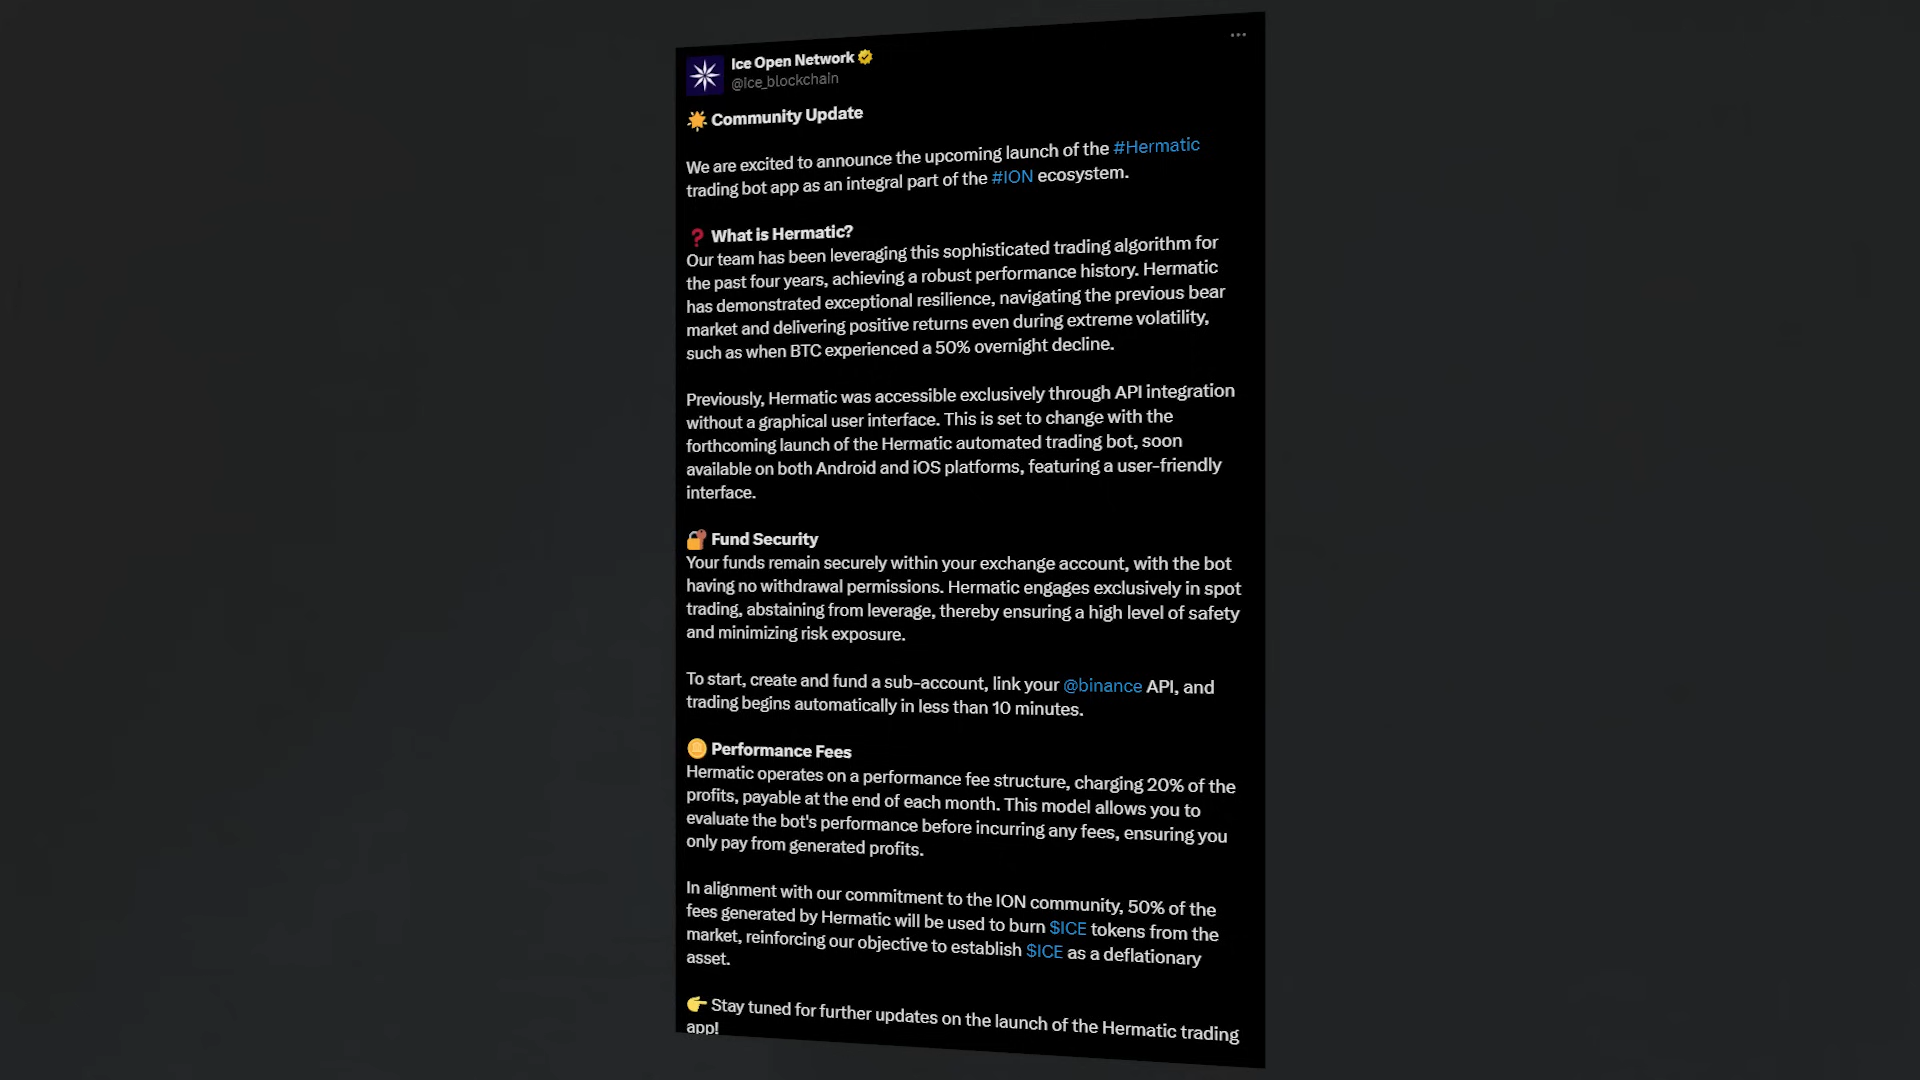 Ice Open Network
@ice_blockchain
Community Update
We are excited to announce the upcoming launch of the #Hermatic
trading bot app as an integral part of the #ION ecosystem.
❓ What is Hermatic?
Our team has been leveraging this sophisticated trading algorithm for
the past four years, achieving a robust performance history. Hermatic
has demonstrated exceptional resilience, navigating the previous bear
market and delivering positive returns even during extreme volatility,
such as when BTC experienced a 50% overnight decline.
Previously, Hermatic was accessible exclusively through API integration
without a graphical user interface. This is set to change with the
forthcoming launch of the Hermatic automated trading bot, soon
available on both Android and iOS platforms, featuring a user-friendly
interface.
Fund Security
Your funds remain securely within your exchange account, with the bot
having no withdrawal permissions. Hermatic engages exclusively in spot
trading, abstaining from leverage, thereby ensuring a high level of safety
and minimizing risk exposure.
To start, create and fund a sub-account, link your @binance API, and
trading begins automatically in less than 10 minutes.
Performance Fees
Hermatic operates on a performance fee structure, charging 20% of the
profits, payable at the end of each month. This model allows you to
evaluate the bot's performance before incurring any fees, ensuring you
only pay from generated profits.
In alignment with our commitment to the ION community, 50% of the
fees generated by Hermatic will be used to burn $ICE tokens from the
market, reinforcing our objective to establish $ICE as a deflationary
asset.
Stay tuned for further updates on the launch of the Hermatic trading
app!